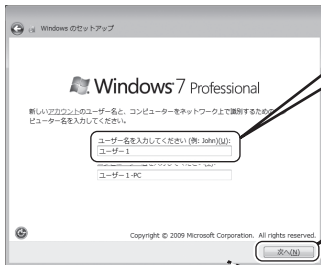 Windows のセットアップ
Windows 7 Professional
新しいアカウントのユーザー名と、コンピューターをネットワーク上で識別するための
ピューター名を入力してください。
ユーザー名を入力してください (例: John)(U):
ユーザー1
ユーザー1-PC
Copyright © 2009 Microsoft Corporation. All rights reserved.
次へ(N)